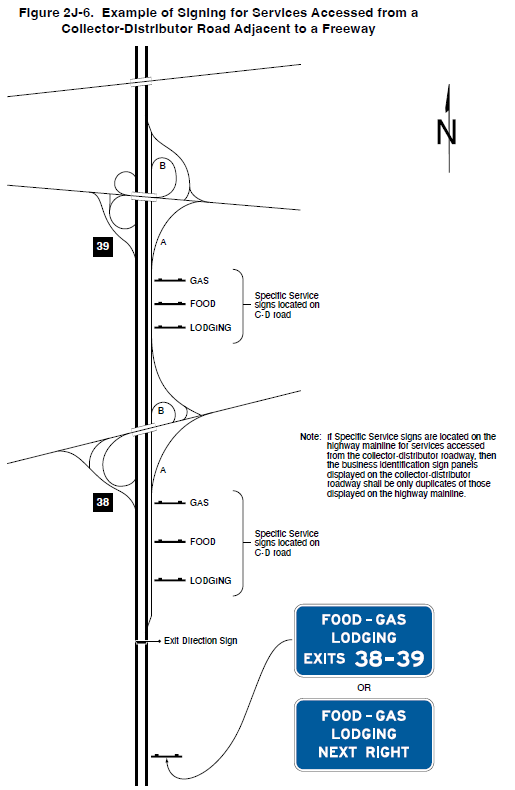 Figure 2J-6. Example of Signing for Services Accessed from a
Collector-Distributor Road Adjacent to a Freeway
N
B
39
A
GAS
FOOD
LODGING
Specific Service
signs located on
C-D road
B
A
38
Note: If Specific Service signs are located on the
highway mainline for services accessed
from the collector-distributor roadway, then
the business identification sign panels
displayed on the collector-distributor
roadway shall be only duplicates of those
displayed on the highway mainline.
GAS
FOOD
LODGING
Specific Service
signs located on
C-D road
Exit Direction Sign
FOOD - GAS
LODGING
EXITS 38-39
OR
FOOD - GAS
LODGING
NEXT RIGHT